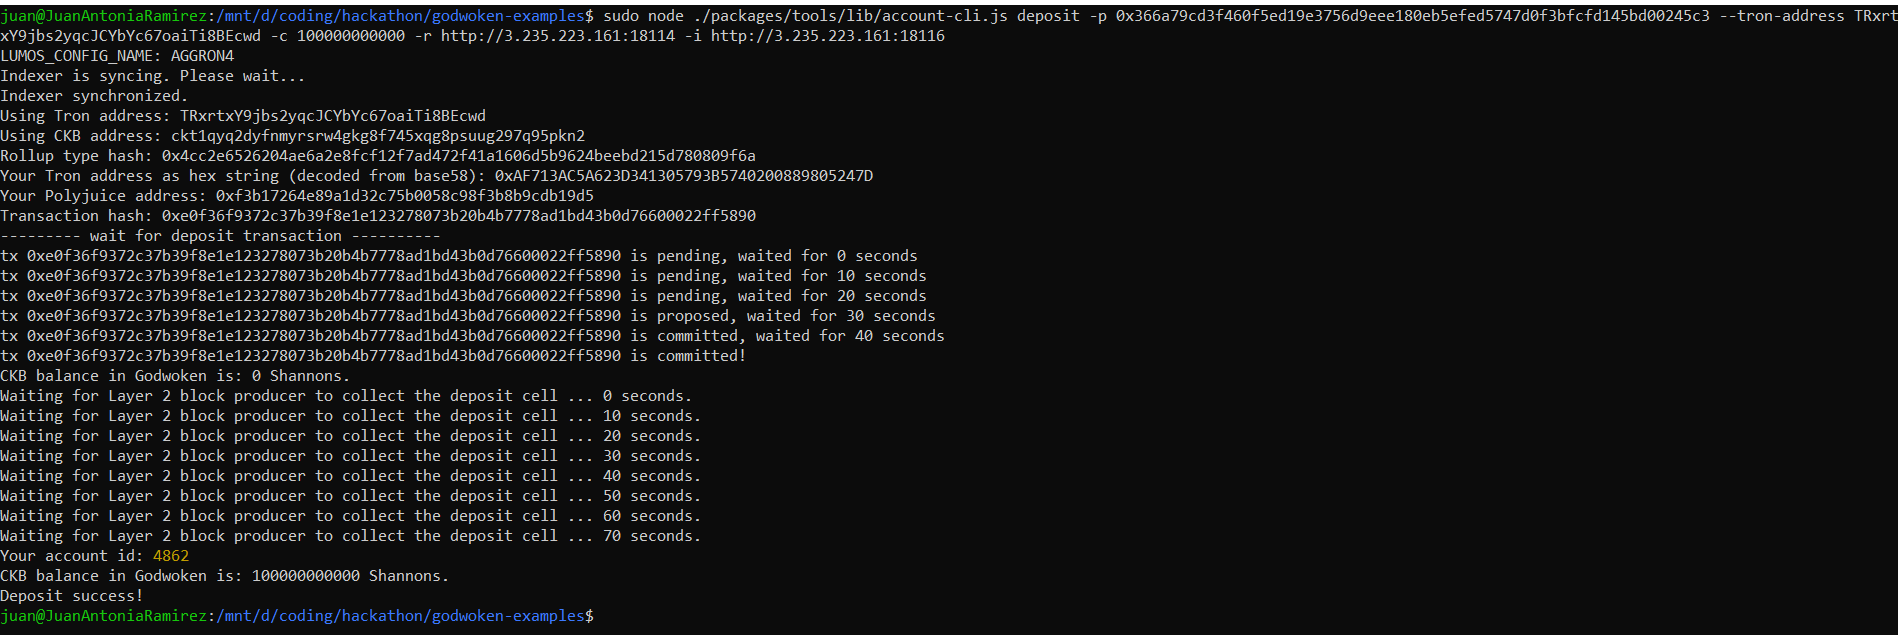 juan@JuanAntoniaRamirez:/mnt/d/coding/hackathon/godwoken-examples$ sudo node ./packages/tools/lib/account-cli.js deposit -p 0x366a79cd3f460f5ed19e3756d9eee180eb5efed5747d0f3bfcfd145bd00245c3 --tron-address TRxrt
xY9jbs2yqcJCYbYc67oaiTi8BEcwd -c 100000000000 -r http://3.235.223.161:18114 -i http://3.235.223.161:18116
LUMOS_CONFIG_NAME: AGGRON4
Indexer is syncing. Please wait...
Indexer synchronized.
Using Tron address: TRxrtxY9jbs2yqcJCYbYc67oaiTi8BEcwd
Using CKB address: ckt1qyq2dyfnmyrsrw4gkg8f745xqg8psuug297q95pkn2
Rollup type hash: 0x4cc2e6526204ae6a2e8fcf12f7ad472f41a1606d5b9624beebd215d780809f6a
Your Tron address as hex string (decoded from base58): 0xAF713AC5A623D341305793B5740200889805247D
Your Polyjuice address: 0xf3b17264e89a1d32c75b0058c98f3b8b9cdb19d5
Transaction hash: 0xe0f36f9372c37b39f8e1e123278073b20b4b7778ad1bd43b0d76600022ff5890
--------- wait for deposit transaction ----------
tx 0xe0f36f9372c37b39f8e1e123278073b20b4b7778ad1bd43b0d76600022ff5890 is pending, waited for 0 seconds
tx 0xe0f36f9372c37b39f8e1e123278073b20b4b7778ad1bd43b0d76600022ff5890 is pending, waited for 10 seconds
tx 0xe0f36f9372c37b39f8e1e123278073b20b4b7778ad1bd43b0d76600022ff5890 is pending, waited for 20 seconds
tx 0xe0f36f9372c37b39f8e1e123278073b20b4b7778ad1bd43b0d76600022ff5890 is proposed, waited for 30 seconds
tx 0xe0f36f9372c37b39f8e1e123278073b20b4b7778ad1bd43b0d76600022ff5890 is committed, waited for 40 seconds
tx 0xe0f36f9372c37b39f8e1e123278073b20b4b7778ad1bd43b0d76600022ff5890 is committed!
CKB balance in Godwoken is: 0 Shannons.
Waiting for Layer 2 block producer to collect the deposit cell ... 0 seconds.
Waiting for Layer 2 block producer to collect the deposit cell ... 10 seconds.
Waiting for Layer 2 block producer to collect the deposit cell ... 20 seconds.
Waiting for Layer 2 block producer to collect the deposit cell ... 30 seconds.
Waiting for Layer 2 block producer to collect the deposit cell ... 40 seconds.
Waiting for Layer 2 block producer to collect the deposit cell ... 50 seconds.
Waiting for Layer 2 block producer to collect the deposit cell ... 60 seconds.
Waiting for Layer 2 block producer to collect the deposit cell ... 70 seconds.
Your account id: 4862
CKB balance in Godwoken is: 100000000000 Shannons.
Deposit success!
juan@JuanAntoniaRamirez:/mnt/d/coding/hackathon/godwoken-examples$